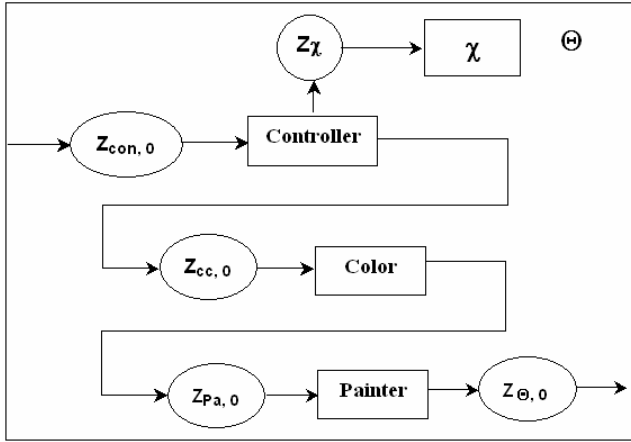 Zχ
χ
Θ
Zcon, 0
Controller
Zcc, 0
Color
ZPa, 0
Painter
ZΘ, 0